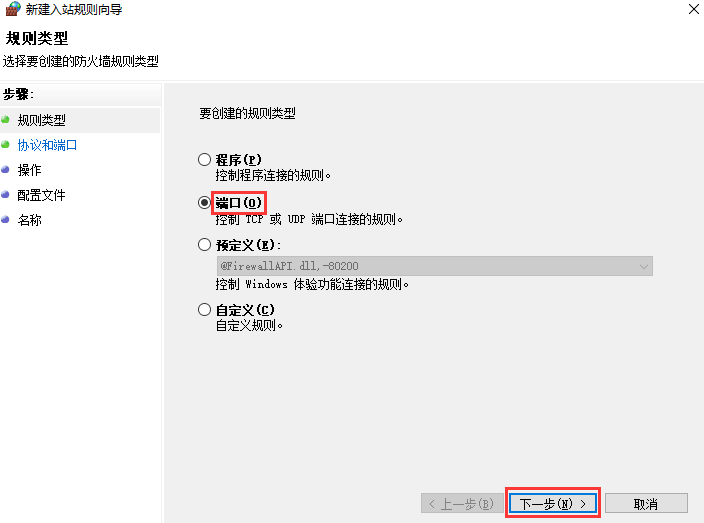 新建入站规则向导
规则类型
选择要创建的防火墙规则类型
步骤:
规则类型
协议和端口
操作
配置文件
名称
要创建的规则类型
程序(P)
控制程序连接的规则。
端口(O)
控制 TCP 或 UDP 端口连接的规则。
预定义(E):
@FirewallAPI.dll,-80200
控制 Windows 体验功能连接的规则。
自定义(C)
自定义规则。
< 上一步(B)
下一步(N) >
取消